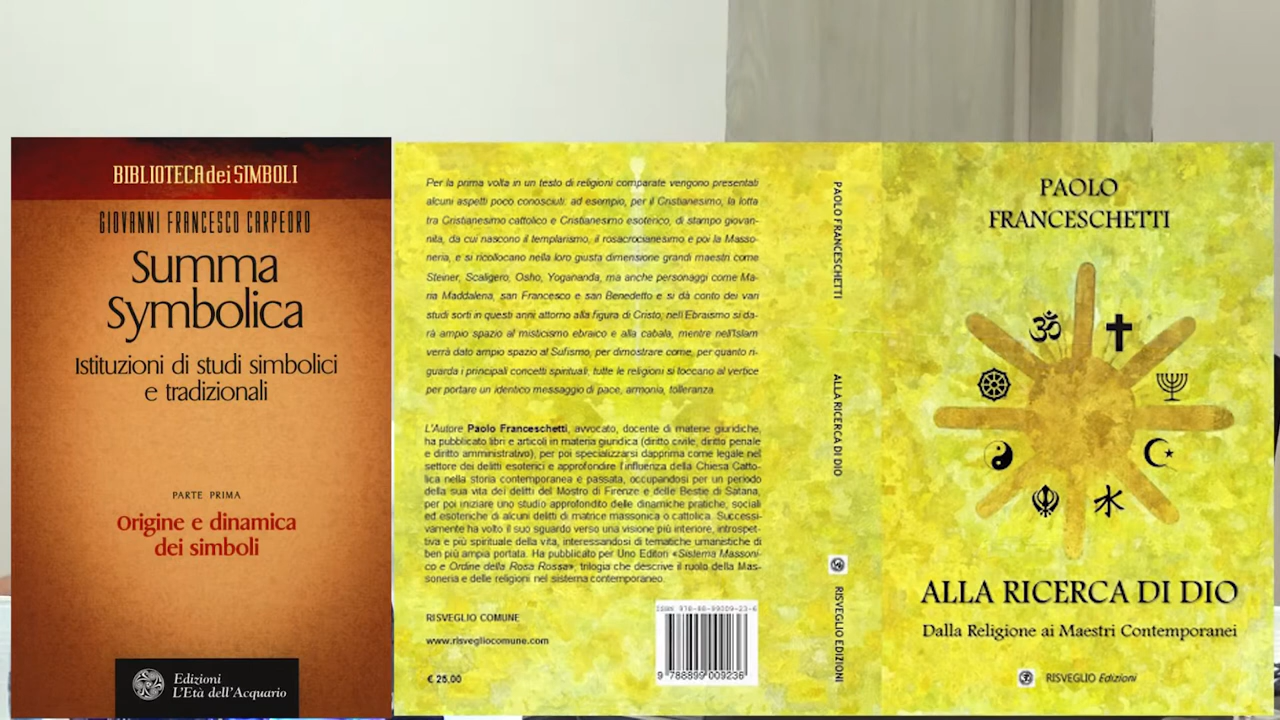 BIBLIOTECA dei SIMBOLI
GIOVANNI FRANCESCO CARPEORO
Summa
Symbolica
Istituzioni di studi simbolici
e tradizionali
PARTE PRIMA
Origine e dinamica
dei simboli
Edizioni
L'Età dell'Acquario
Per la prima volta in un testo di religioni comparate vengono presentati
alcuni aspetti poco conosciuti: ad esempio, per il Cristianesimo, la lotta
tra Cristianesimo cattolico e Cristianesimo esoterico, di stampo giovan-
nita, da cui nascono il templarismo, il rosacrocianesimo e poi la Masso-
neria, e si ricollocano nella loro giusta dimensione grandi maestri come
Steiner, Scaligero, Osho, Yogananda, ma anche personaggi come Ma-
ria Maddalena, san Francesco e san Benedetto e si dà conto dei vari
studi sorti in questi anni attorno alla figura di Cristo; nell'Ebraismo si da-
rà ampio spazio al misticismo ebraico e alla cabala, mentre nell'Islam
verrà dato ampio spazio al Sufismo, per dimostrare come, per quanto ri-
guarda i principali concetti spirituali, tutte le religioni si toccano al vertice
per portare un identico messaggio di pace, armonia, tolleranza.
L'Autore Paolo Franceschetti, avvocato, docente di materie giuridiche,
ha pubblicato libri e articoli in materia giuridica (diritto civile, diritto penale
e diritto amministrativo), per poi specializzarsi dapprima come legale nel
settore dei delitti esoterici e approfondire l'influenza della Chiesa Catto-
lica nella storia contemporanea e passata, occupandosi per un periodo
della sua vita dei delitti del Mostro di Firenze e delle Bestie di Satana,
per poi iniziare uno studio approfondito delle dinamiche pratiche, sociali
ed esoteriche di alcuni delitti di matrice massonica o cattolica. Successi-
vamente ha volto il suo sguardo verso una visione più interiore, introspet-
tiva e più spirituale della vita, interessandosi di tematiche umanistiche di
ben più ampia portata. Ha pubblicato per Uno Editori «Sistema Massoni-
co e Ordine della Rosa Rossa», trilogia che descrive il ruolo della Mas-
soneria e delle religioni nel sistema contemporaneo.
RISVEGLIO COMUNE
www.risvegliocomune.com
€ 25,00
ISBN 978-88-99009-23-6
9 788899 009236
PAOLO FRANCESCHETTI
ALLA RICERCA DI DIO
RISVEGLIO EDIZIONI
PAOLO
FRANCESCHETTI
ALLA RICERCA DI DIO
Dalla Religione ai Maestri Contemporanei
RISVEGLIO Edizioni